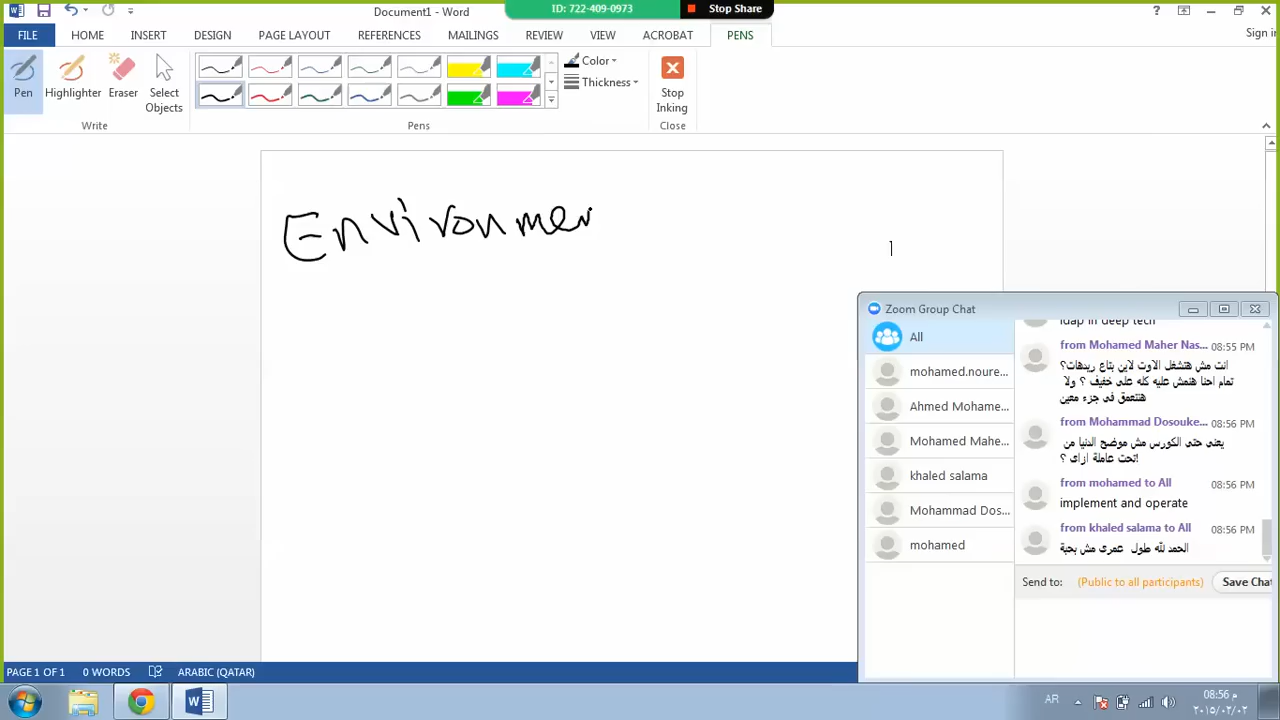 Document1 - Word
ID: 722-409-0973
Stop Share
?
FILE
HOME
INSERT
DESIGN
PAGE LAYOUT
REFERENCES
MAILINGS
REVIEW
VIEW
ACROBAT
PENS
Sign in
Pen
Highlighter
Eraser
Select Objects
Color
Thickness
Stop Inking
Write
Pens
Close
Environmen
Zoom Group Chat
All
mohamed.noure...
Ahmed Mohame...
Mohamed Mahe...
khaled salama
Mohammad Dos...
mohamed
ldap in deep tech
from Mohamed Maher Nas... 08:55 PM
انت مش هتشغل الاوت لاين بتاع ريدهات؟
تمام احنا هنمش عليه كله على خفيف ؟ ولا
هنتعمق فى جزء معين
from Mohammad Dosouke... 08:56 PM
يعنى حتى الكورس مش موضح الدنيا من
تحت عاملة ازاى ؟!
from mohamed to All 08:56 PM
implement and operate
from khaled salama to All 08:56 PM
الحمد لله طول عمرى مش بحبة
Send to: (Public to all participants) Save Chat
PAGE 1 OF 1
0 WORDS
ARABIC (QATAR)
AR
08:56 م
٢٠١٥/٠٢/٠٢